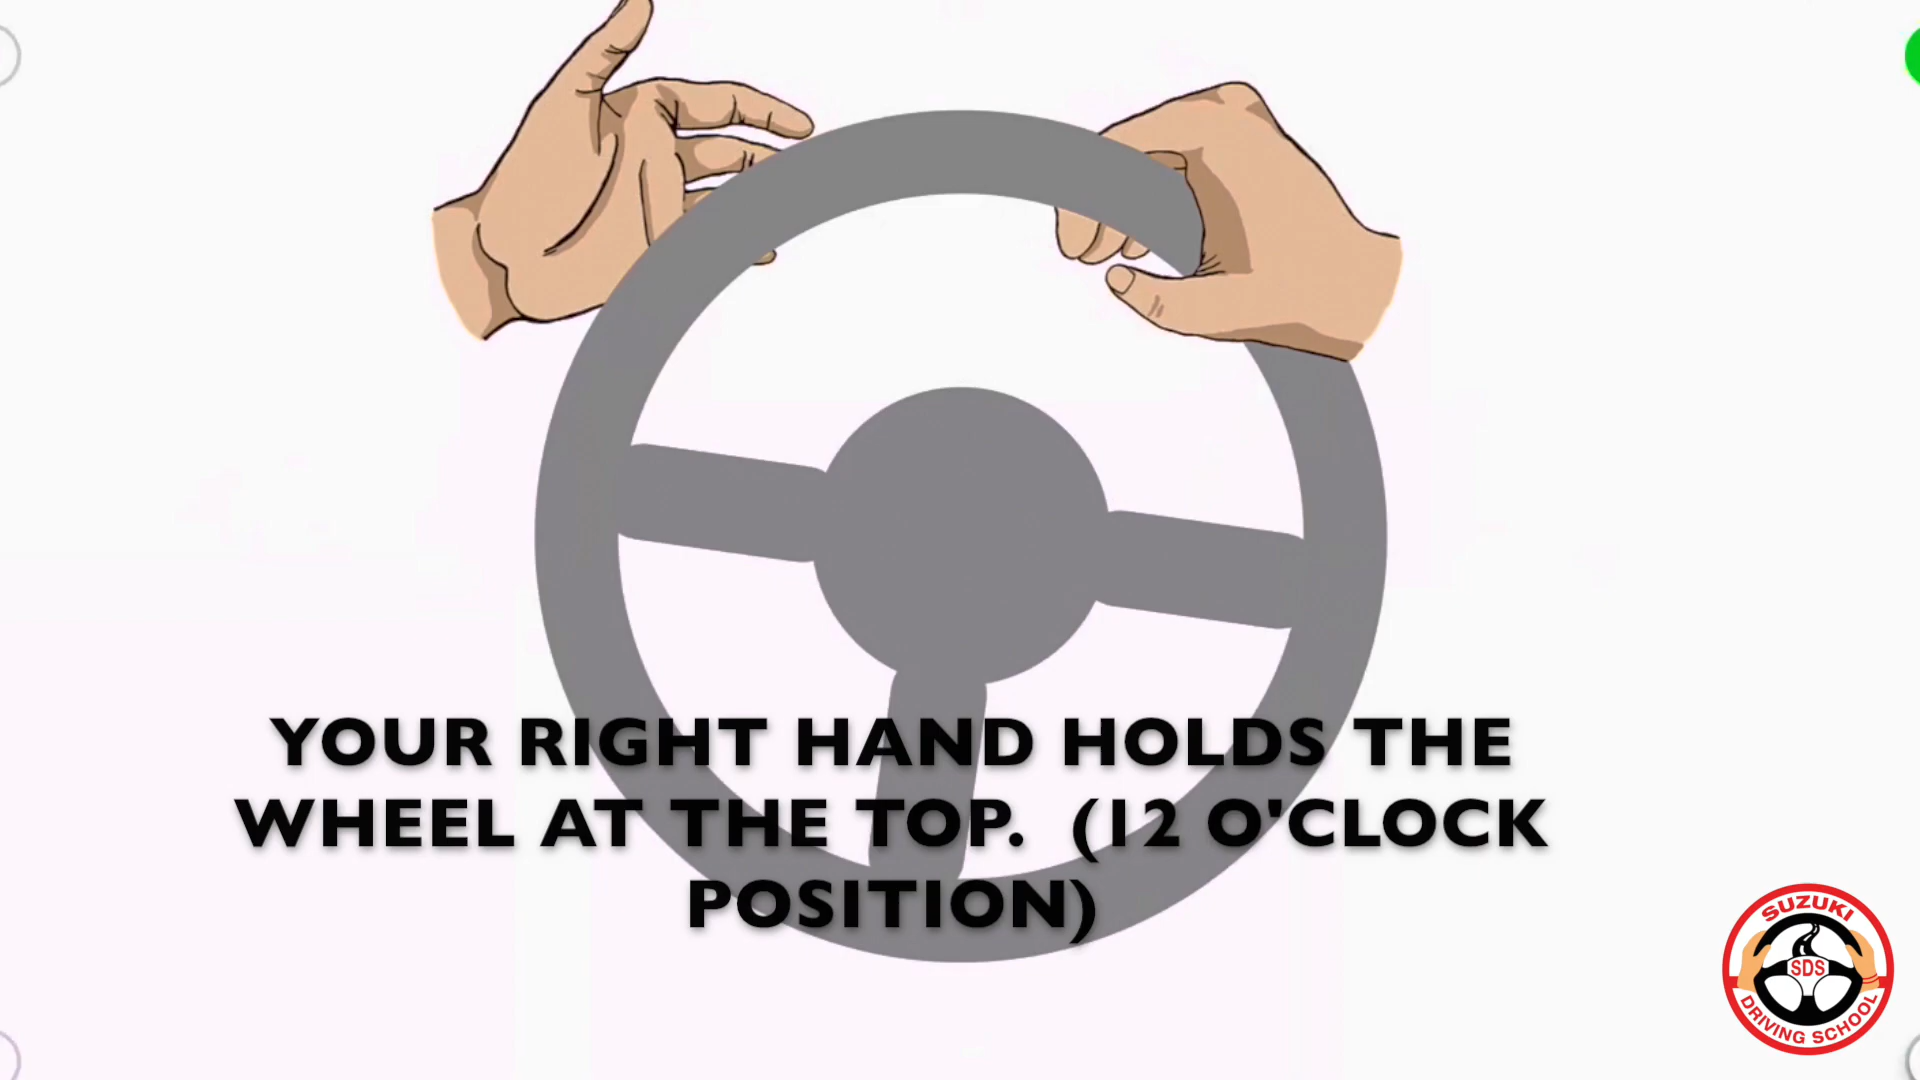 YOUR RIGHT HAND HOLDS THE
WHEEL AT THE TOP.  (12 O'CLOCK
POSITION)
SUZUKI
SDS
DRIVING SCHOOL